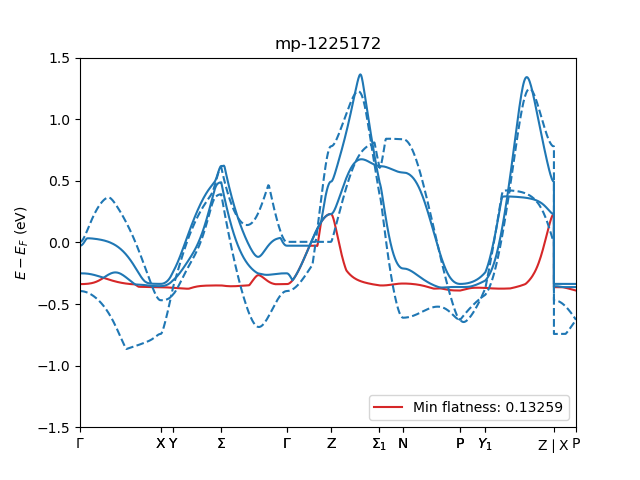 mp-1225172
E − E_F (eV)
1.5
1.0
0.5
0.0
−0.5
−1.0
−1.5
Min flatness: 0.13259
Γ X Y Σ Γ Z Σ₁ N P Y₁ Z | X P